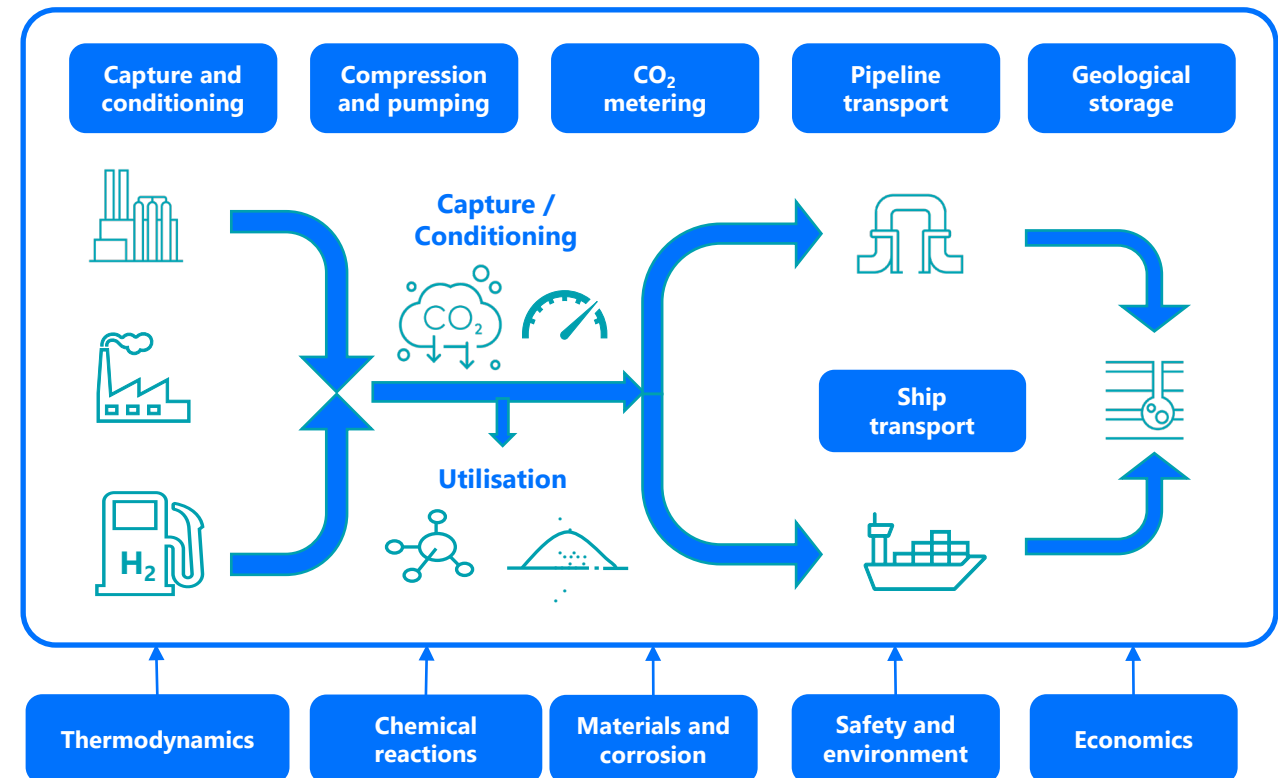 Capture and
conditioning
Compression
and pumping
CO₂
metering
Pipeline
transport
Geological
storage
Capture /
Conditioning
CO₂
Ship
transport
Utilisation
H₂
Thermodynamics
Chemical
reactions
Materials and
corrosion
Safety and
environment
Economics